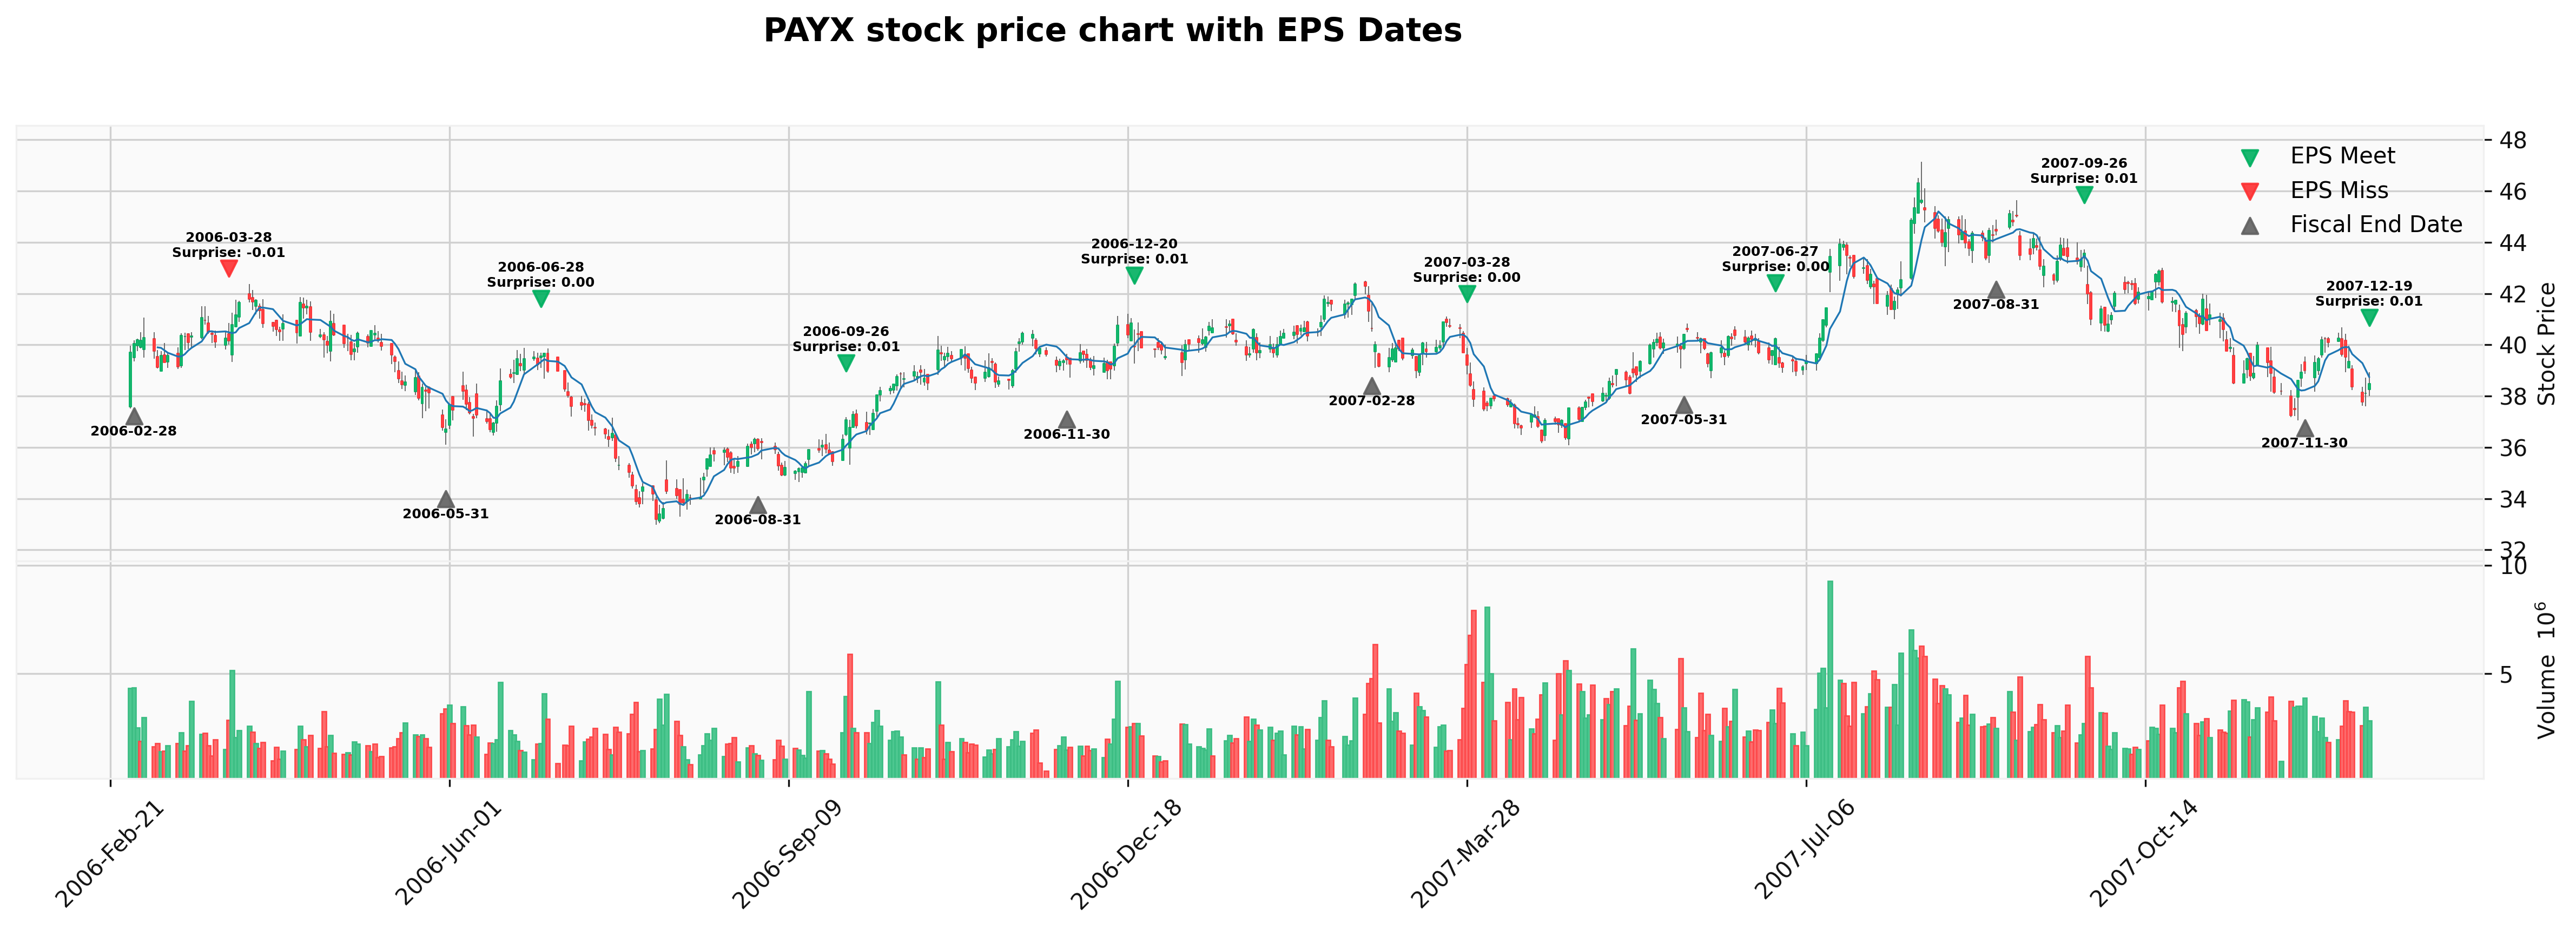 PAYX stock price chart with EPS Dates
EPS Meet
EPS Miss
Fiscal End Date
2006-03-28
Surprise: -0.01
2006-06-28
Surprise: 0.00
2006-09-26
Surprise: 0.01
2006-12-20
Surprise: 0.01
2007-03-28
Surprise: 0.00
2007-06-27
Surprise: 0.00
2007-09-26
Surprise: 0.01
2007-12-19
Surprise: 0.01
2006-02-28
2006-05-31
2006-08-31
2006-11-30
2007-02-28
2007-05-31
2007-08-31
2007-11-30
48
46
44
42
40
38
36
34
32
Stock Price
10
5
Volume 10^6
2006-Feb-21
2006-Jun-01
2006-Sep-09
2006-Dec-18
2007-Mar-28
2007-Jul-06
2007-Oct-14